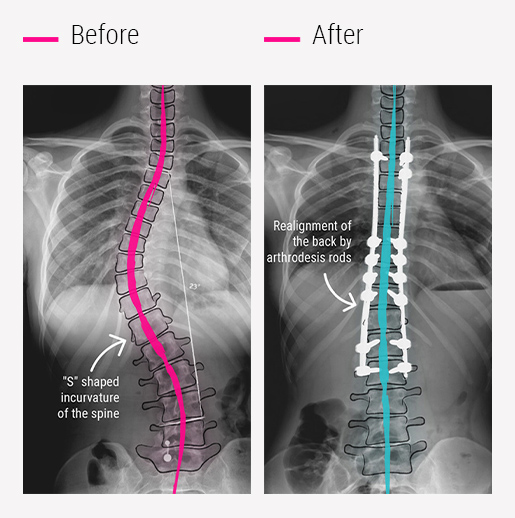 Before
After
Realignment of
the back by
arthrodesis rods
23°
"S" shaped
incurvature
of the spine